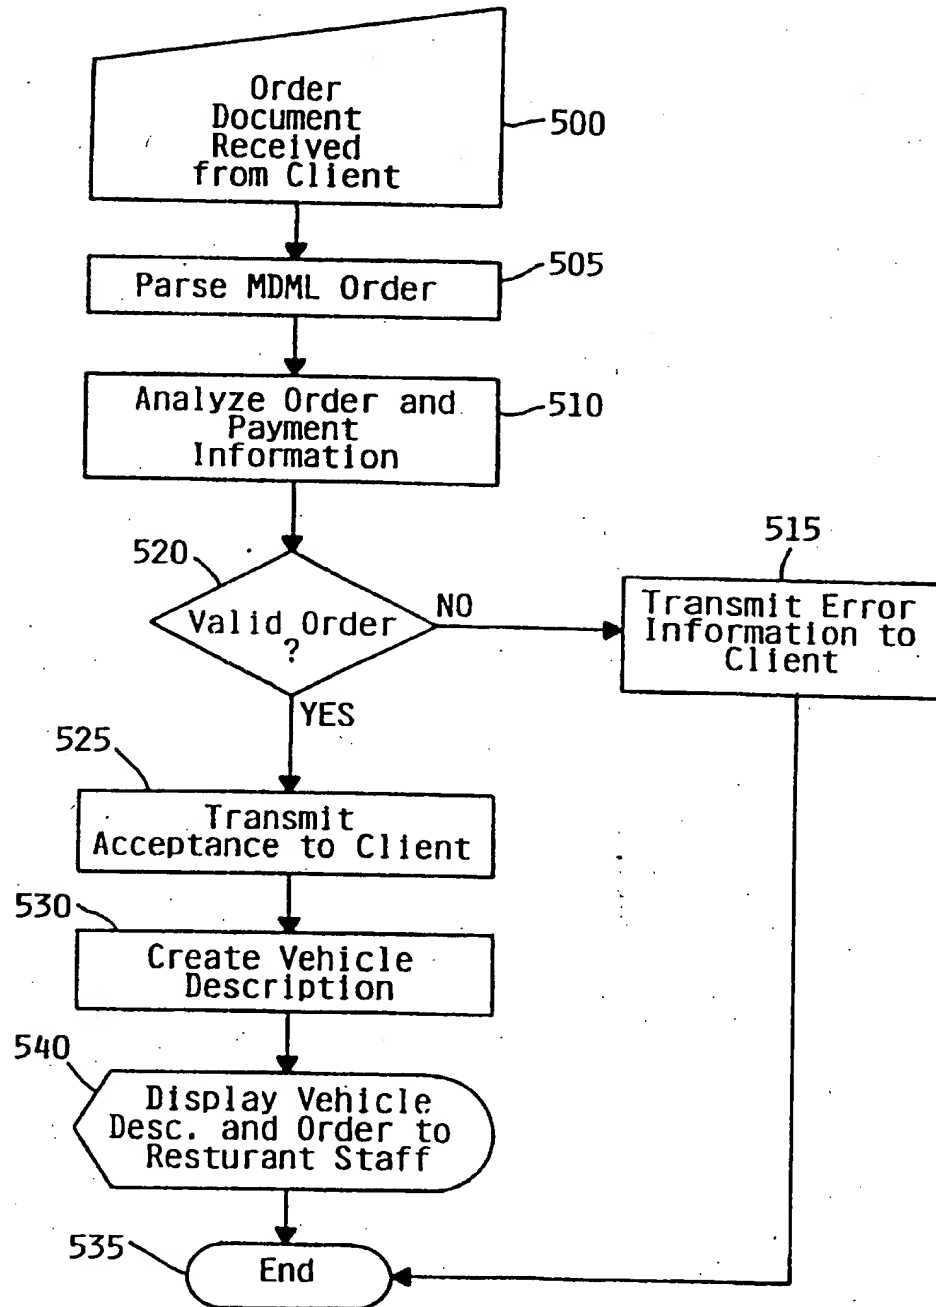 Order
Document
Received
from Client
500
Parse MDML Order
505
Analyze Order and
Payment
Information
510
520
Valid Order
?
NO
515
Transmit Error
Information to
Client
YES
525
Transmit
Acceptance to Client
530
Create Vehicle
Description
540
Display Vehicle
Desc. and Order to
Resturant Staff
535
End